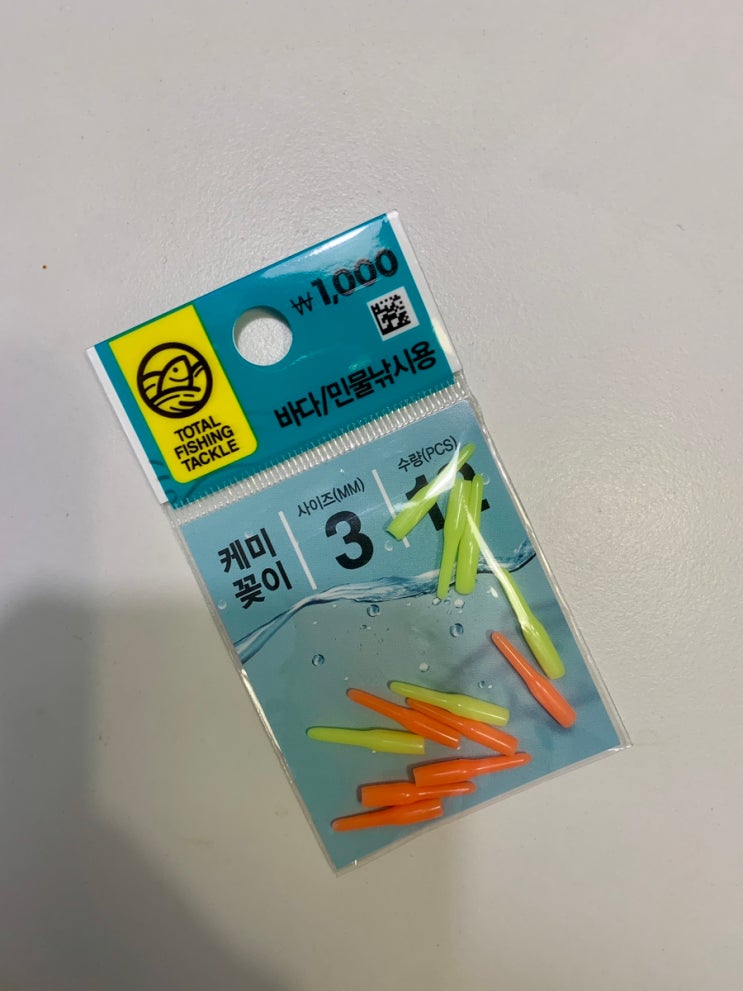 ₩1,000
TOTAL
FISHING
TACKLE
바다/민물낚시용
케미
꽂이
사이즈(MM)
3
수량(PCS)
12